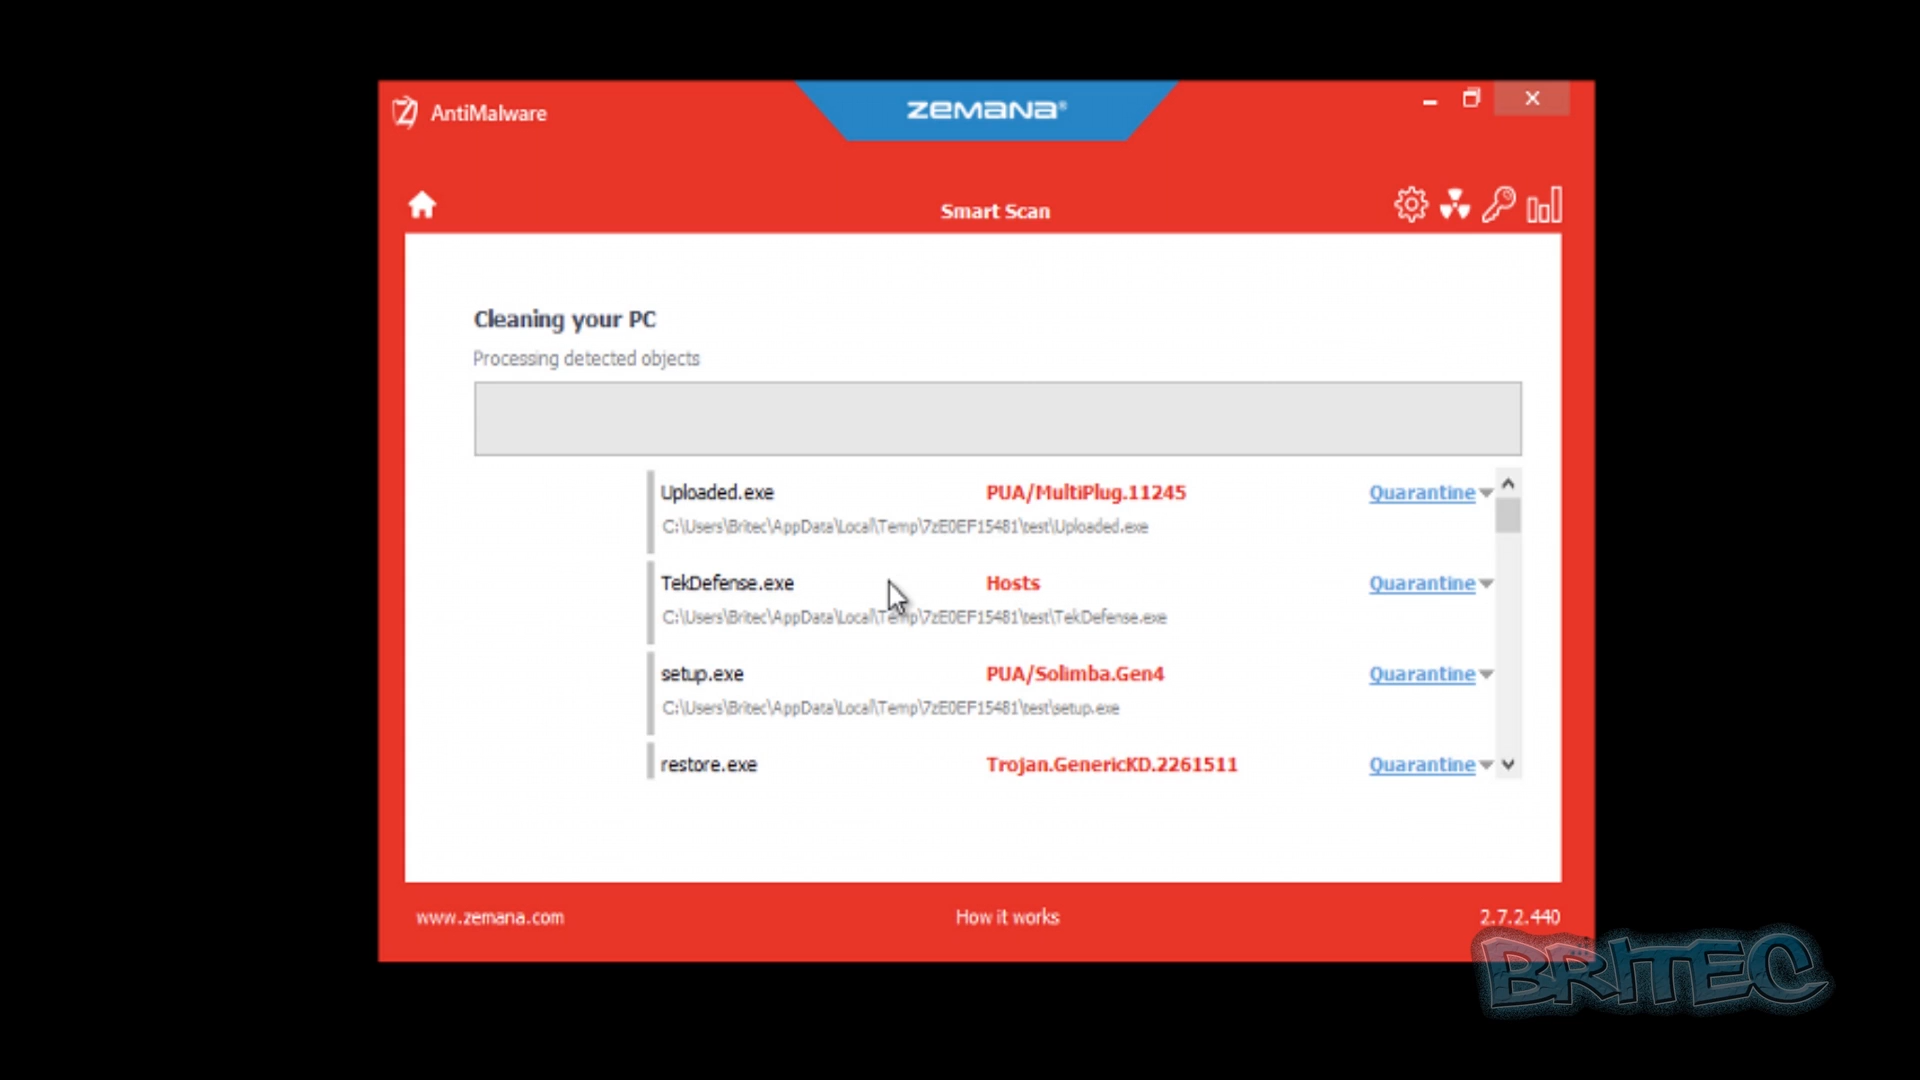 AntiMalware
ZEMANA®
Smart Scan
Cleaning your PC
Processing detected objects
Uploaded.exe PUA/MultiPlug.11245 Quarantine
C:\Users\Britec\AppData\Local\Temp\7zE0EF15481\test\Uploaded.exe
TekDefense.exe Hosts Quarantine
C:\Users\Britec\AppData\Local\Temp\7zE0EF15481\test\TekDefense.exe
setup.exe PUA/Solimba.Gen4 Quarantine
C:\Users\Britec\AppData\Local\Temp\7zE0EF15481\test\setup.exe
restore.exe Trojan.GenericKD.2261511 Quarantine
www.zemana.com How it works 2.7.2.440
BRITEC